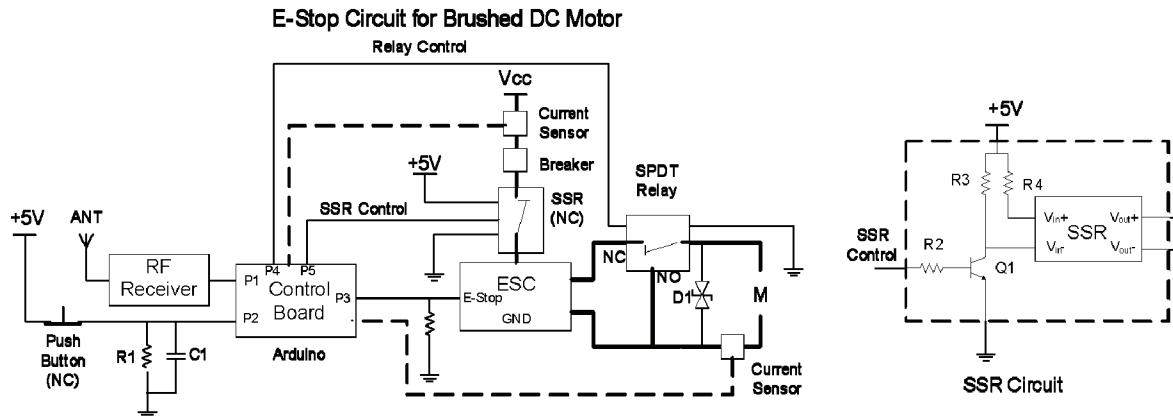 E-Stop Circuit for Brushed DC Motor
Relay Control
Vcc
Current
Sensor
Breaker
+5V
SSR
(NC)
SSR Control
SPDT
Relay
NC
NO
+5V
ANT
RF
Receiver
P4
P5
P1
Control
Board
P3
P2
Arduino
ESC
E-Stop
GND
D1
M
Push
Button
(NC)
R1
C1
Current
Sensor
+5V
R3
R4
Vin+
Vout+
SSR
Vin-
Vout-
SSR
Control
R2
Q1
SSR Circuit